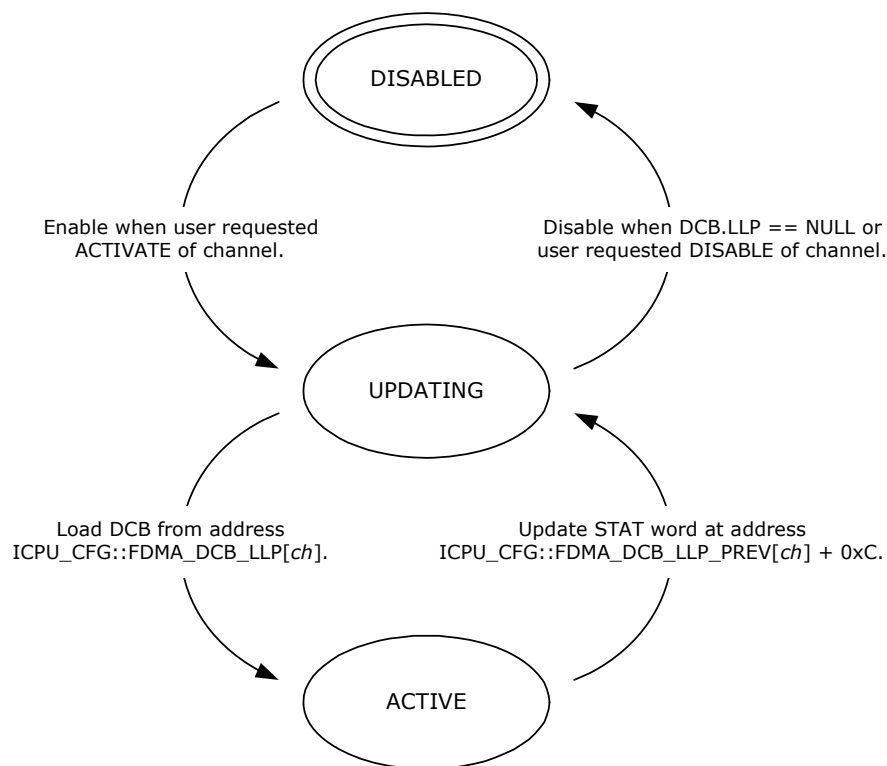 DISABLED
Enable when user requested
ACTIVATE of channel.
Disable when DCB.LLP == NULL or
user requested DISABLE of channel.
UPDATING
Load DCB from address
ICPU_CFG::FDMA_DCB_LLP[ch].
Update STAT word at address
ICPU_CFG::FDMA_DCB_LLP_PREV[ch] + 0xC.
ACTIVE